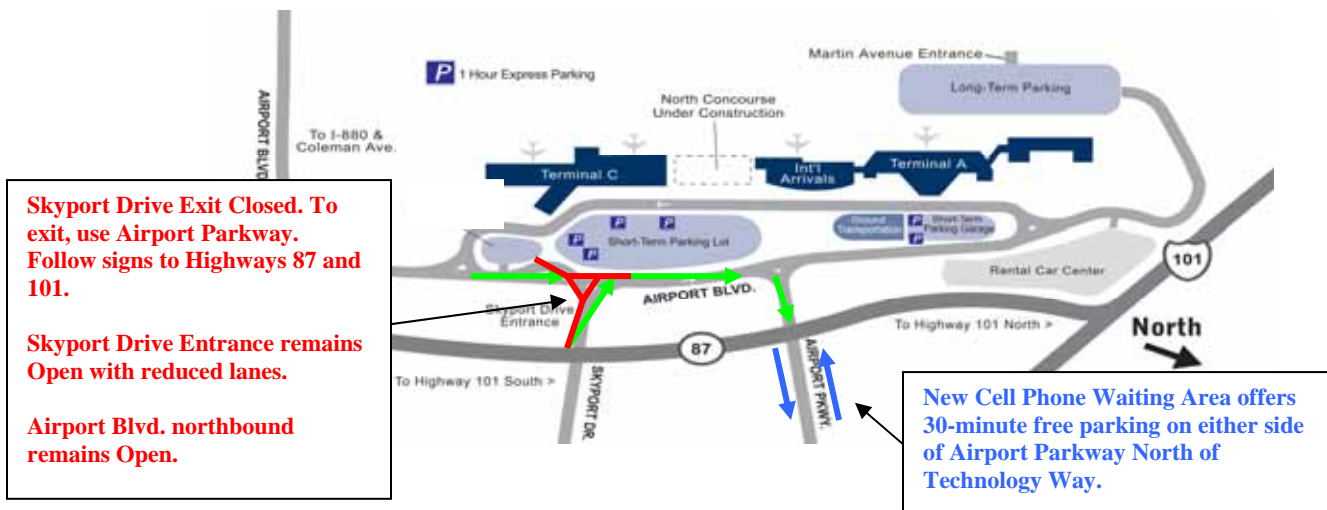 Martin Avenue Entrance
Long-Term Parking
P 1 Hour Express Parking
North Concourse
Under Construction
AIRPORT BLVD.
To I-880 &
Coleman Ave.
Terminal C
Int'l
Arrivals
Terminal A
P
P
P
P
P
Short-Term Parking Lot
Ground
Transportation
P
P
Short-Term
Parking Garage
Rental Car Center
101
AIRPORT BLVD.
Skyport Drive
Entrance
87
To Highway 101 North >
North
To Highway 101 South >
SKYPORT DR.
AIRPORT PKWY.
Skyport Drive Exit Closed. To
exit, use Airport Parkway.
Follow signs to Highways 87 and
101.
Skyport Drive Entrance remains
Open with reduced lanes.
Airport Blvd. northbound
remains Open.
New Cell Phone Waiting Area offers
30-minute free parking on either side
of Airport Parkway North of
Technology Way.